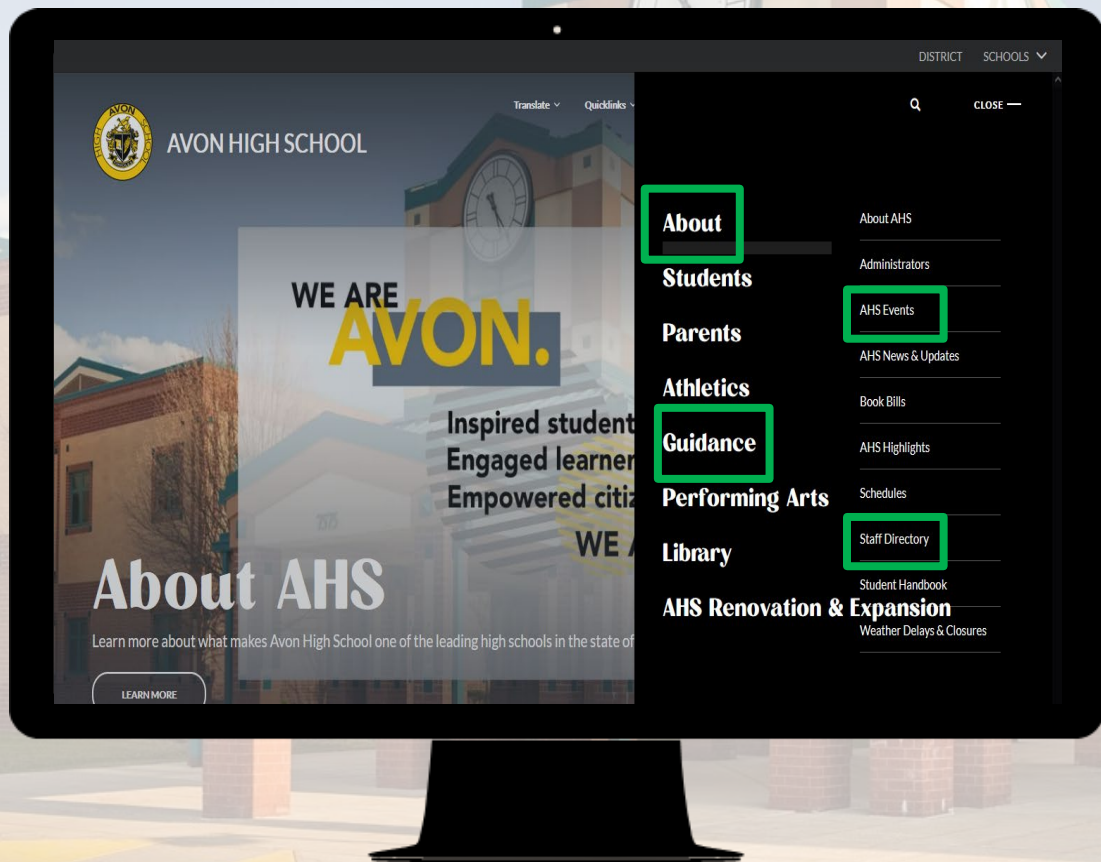 DISTRICT SCHOOLS
AVON HIGH SCHOOL
AVON HIGH SCHOOL
Translate Quicklinks
CLOSE
WE ARE
AVON.
Inspired student
Engaged learner
Empowered citiz
WE A
About AHS
Learn more about what makes Avon High School one of the leading high schools in the state of
LEARN MORE
About
Students
Parents
Athletics
Guidance
Performing Arts
Library
AHS Renovation & Expansion
About AHS
Administrators
AHS Events
AHS News & Updates
Book Bills
AHS Highlights
Schedules
Staff Directory
Student Handbook
Weather Delays & Closures